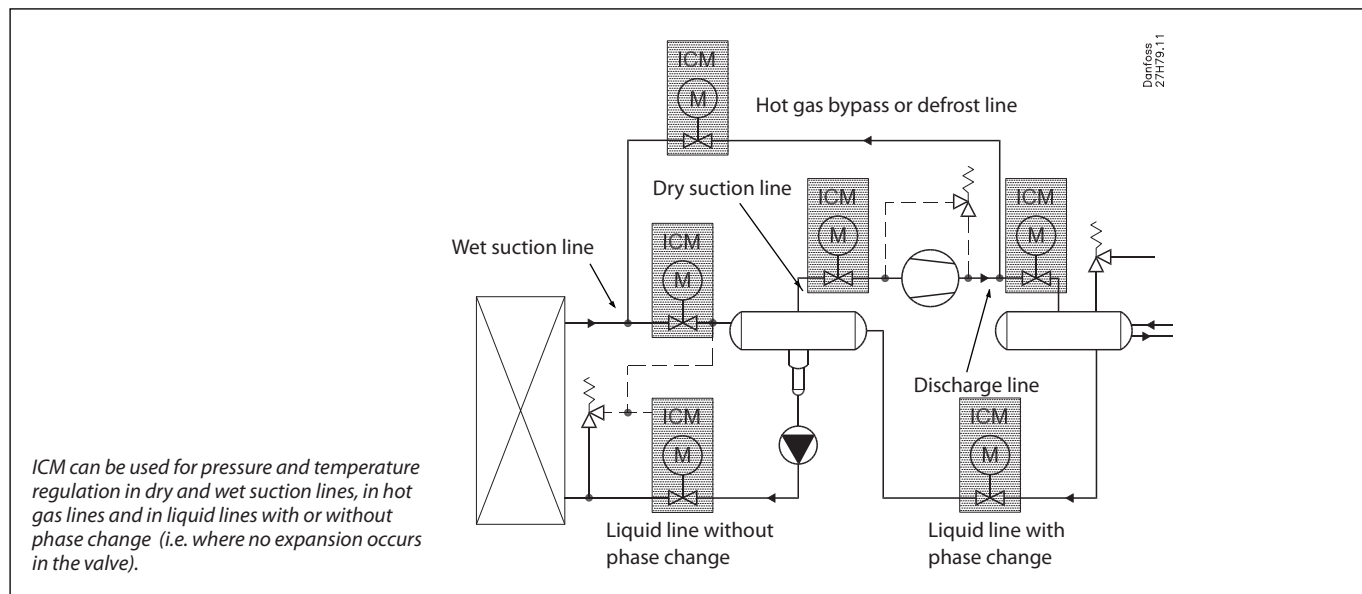 ICM
M
Hot gas bypass or defrost line
Danfoss
27H79.11
Dry suction line
ICM
M
ICM
M
Wet suction line
ICM
M
Discharge line
ICM
M
ICM
M
Liquid line without
phase change
Liquid line with
phase change
ICM can be used for pressure and temperature
regulation in dry and wet suction lines, in hot
gas lines and in liquid lines with or without
phase change (i.e. where no expansion occurs
in the valve).